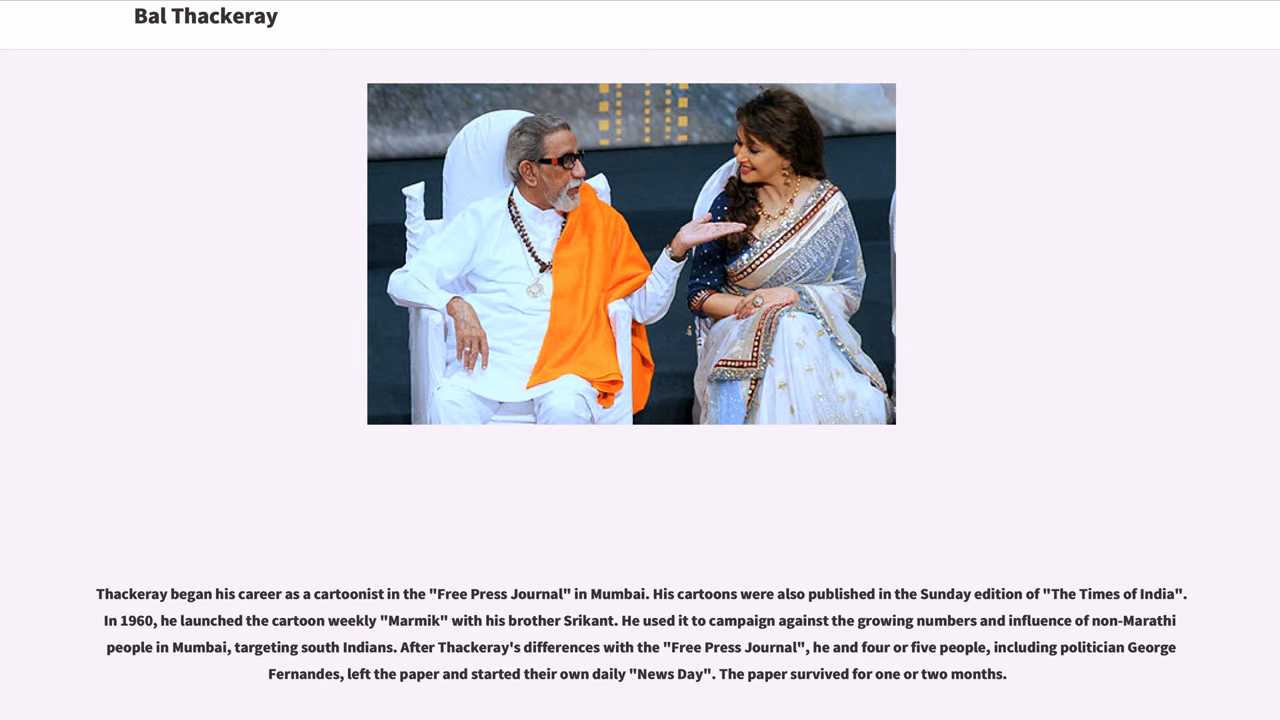 Bal Thackeray
Thackeray began his career as a cartoonist in the "Free Press Journal" in Mumbai. His cartoons were also published in the Sunday edition of "The Times of India".
In 1960, he launched the cartoon weekly "Marmik" with his brother Srikant. He used it to campaign against the growing numbers and influence of non-Marathi
people in Mumbai, targeting south Indians. After Thackeray's differences with the "Free Press Journal", he and four or five people, including politician George
Fernandes, left the paper and started their own daily "News Day". The paper survived for one or two months.